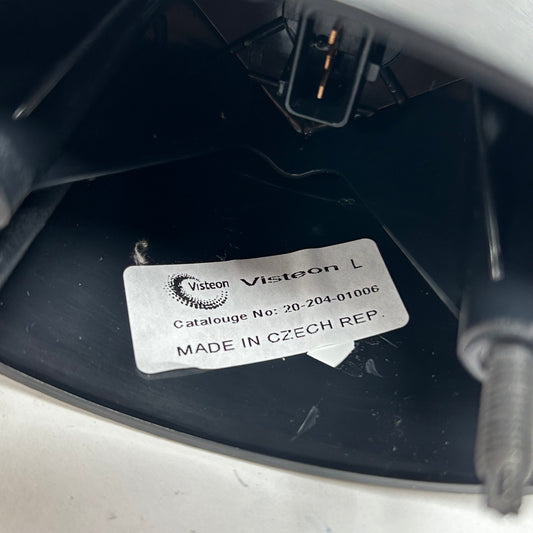 Visteon Visteon L
Catalouge No: 20-204-01006
MADE IN CZECH REP.